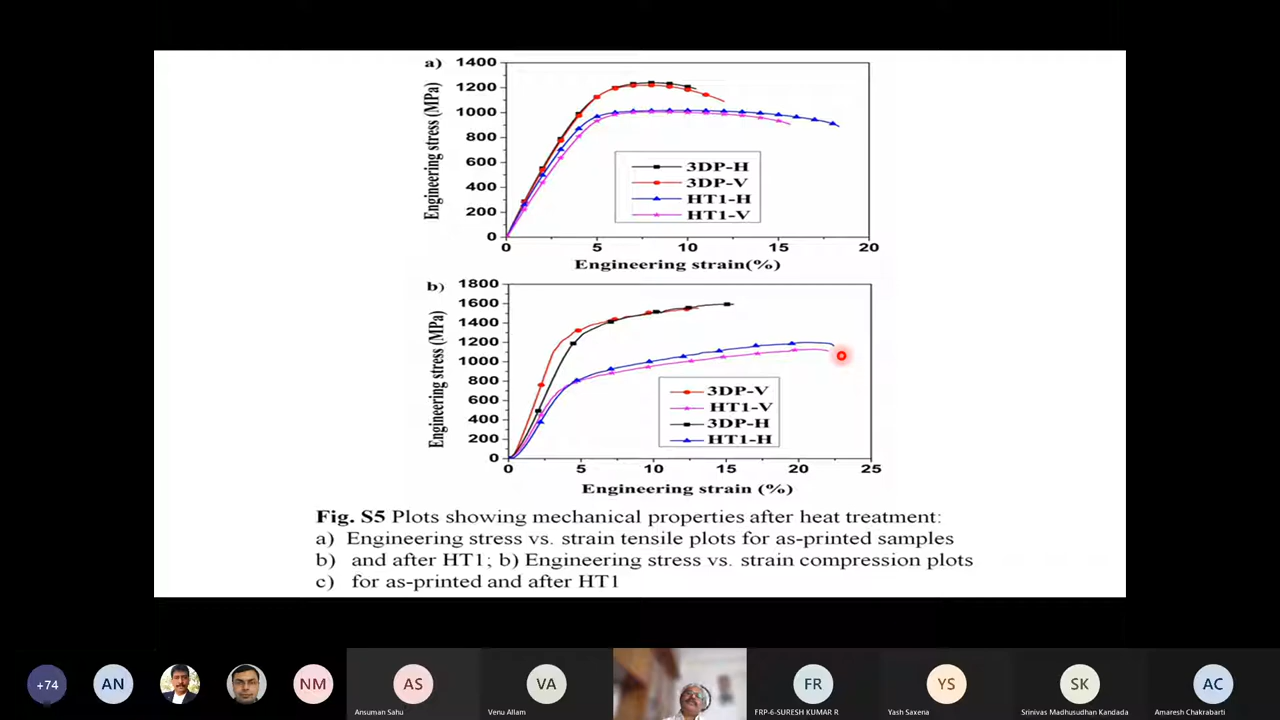 a)
1400
1200
1000
800
600
400
200
0
Engineering stress (MPa)
3DP-H
3DP-V
HT1-H
HT1-V
0 5 10 15 20
Engineering strain(%)
b)
1800
1600
1400
1200
1000
800
600
400
200
0
Engineering stress (MPa)
3DP-V
HT1-V
3DP-H
HT1-H
0 5 10 15 20 25
Engineering strain (%)
Fig. S5 Plots showing mechanical properties after heat treatment:
a) Engineering stress vs. strain tensile plots for as-printed samples
b) and after HT1; b) Engineering stress vs. strain compression plots
c) for as-printed and after HT1
+74 AN NM AS VA FR YS SK AC
Ansuman Sahu Venu Allam FRP-6-SURESH KUMAR R Yash Saxena Srinivas Madhusudhan Kandada Amaresh Chakrabarti